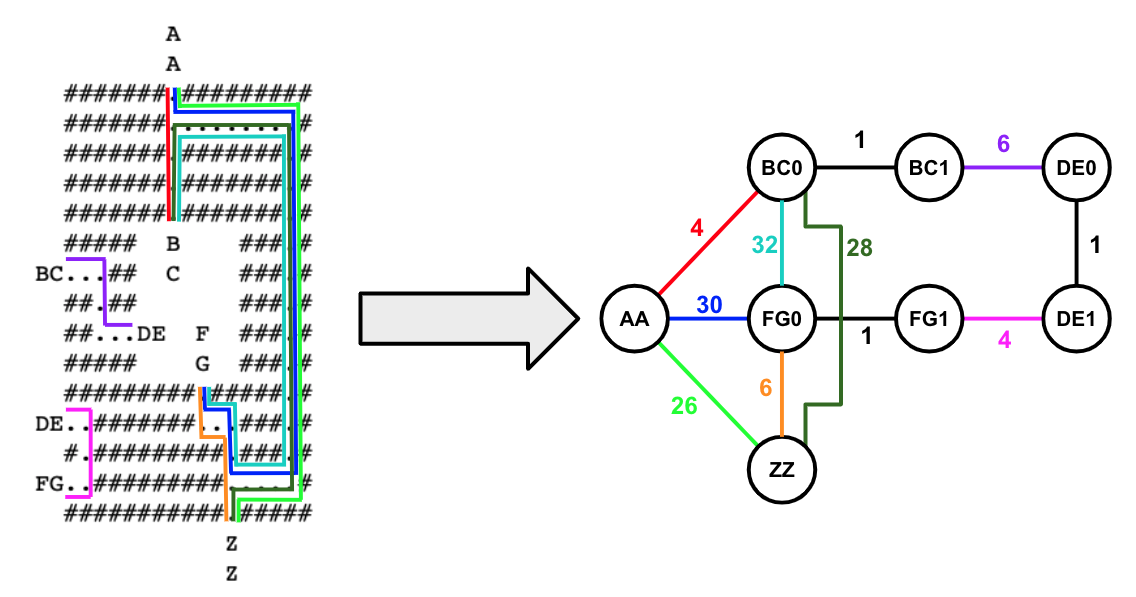 A
A
#######.#########
#######.........#
#######.#######.#
#######.#######.#
#######.#######.#
#####  B    ###.#
BC...##  C    ###.#
##.##       ###.#
##...DE  F    ###.#
#####    G    ###.#
#########.#####.#
DE..#######...###.#
#.#########.###.#
FG..#########.....#
###########.#####
Z
Z
BC0 1 BC1 6 DE0
4 32 28 1
AA 30 FG0 1 FG1 4 DE1
26 6
ZZ